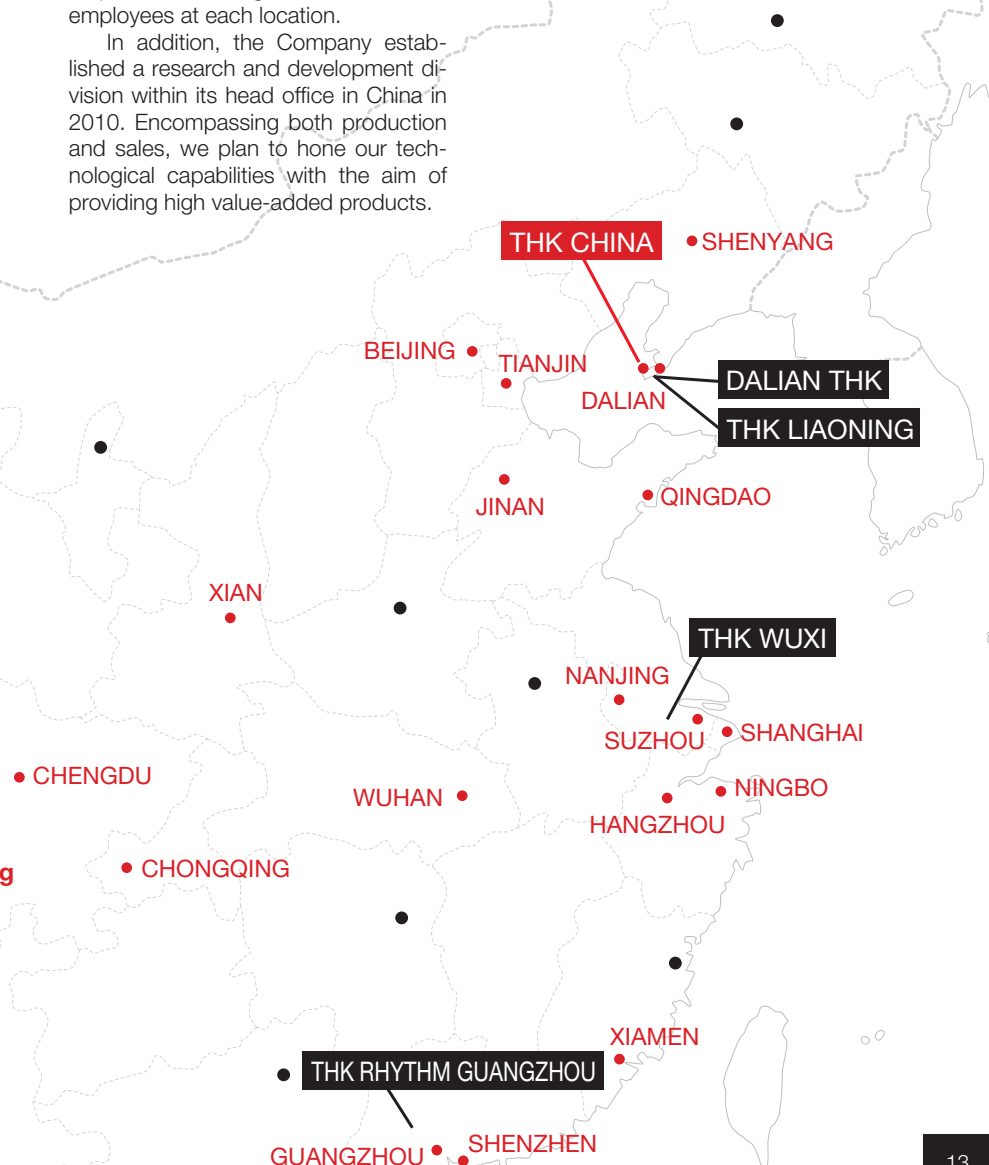 employees at each location.
In addition, the Company estab-
lished a research and development di-
vision within its head office in China in
2010. Encompassing both production
and sales, we plan to hone our tech-
nological capabilities with the aim of
providing high value-added products.
THK CHINA
SHENYANG
BEIJING
TIANJIN
DALIAN
DALIAN THK
THK LIAONING
JINAN
QINGDAO
XIAN
THK WUXI
NANJING
SUZHOU
SHANGHAI
CHENGDU
WUHAN
NINGBO
HANGZHOU
CHONGQING
g
XIAMEN
THK RHYTHM GUANGZHOU
GUANGZHOU
SHENZHEN
13